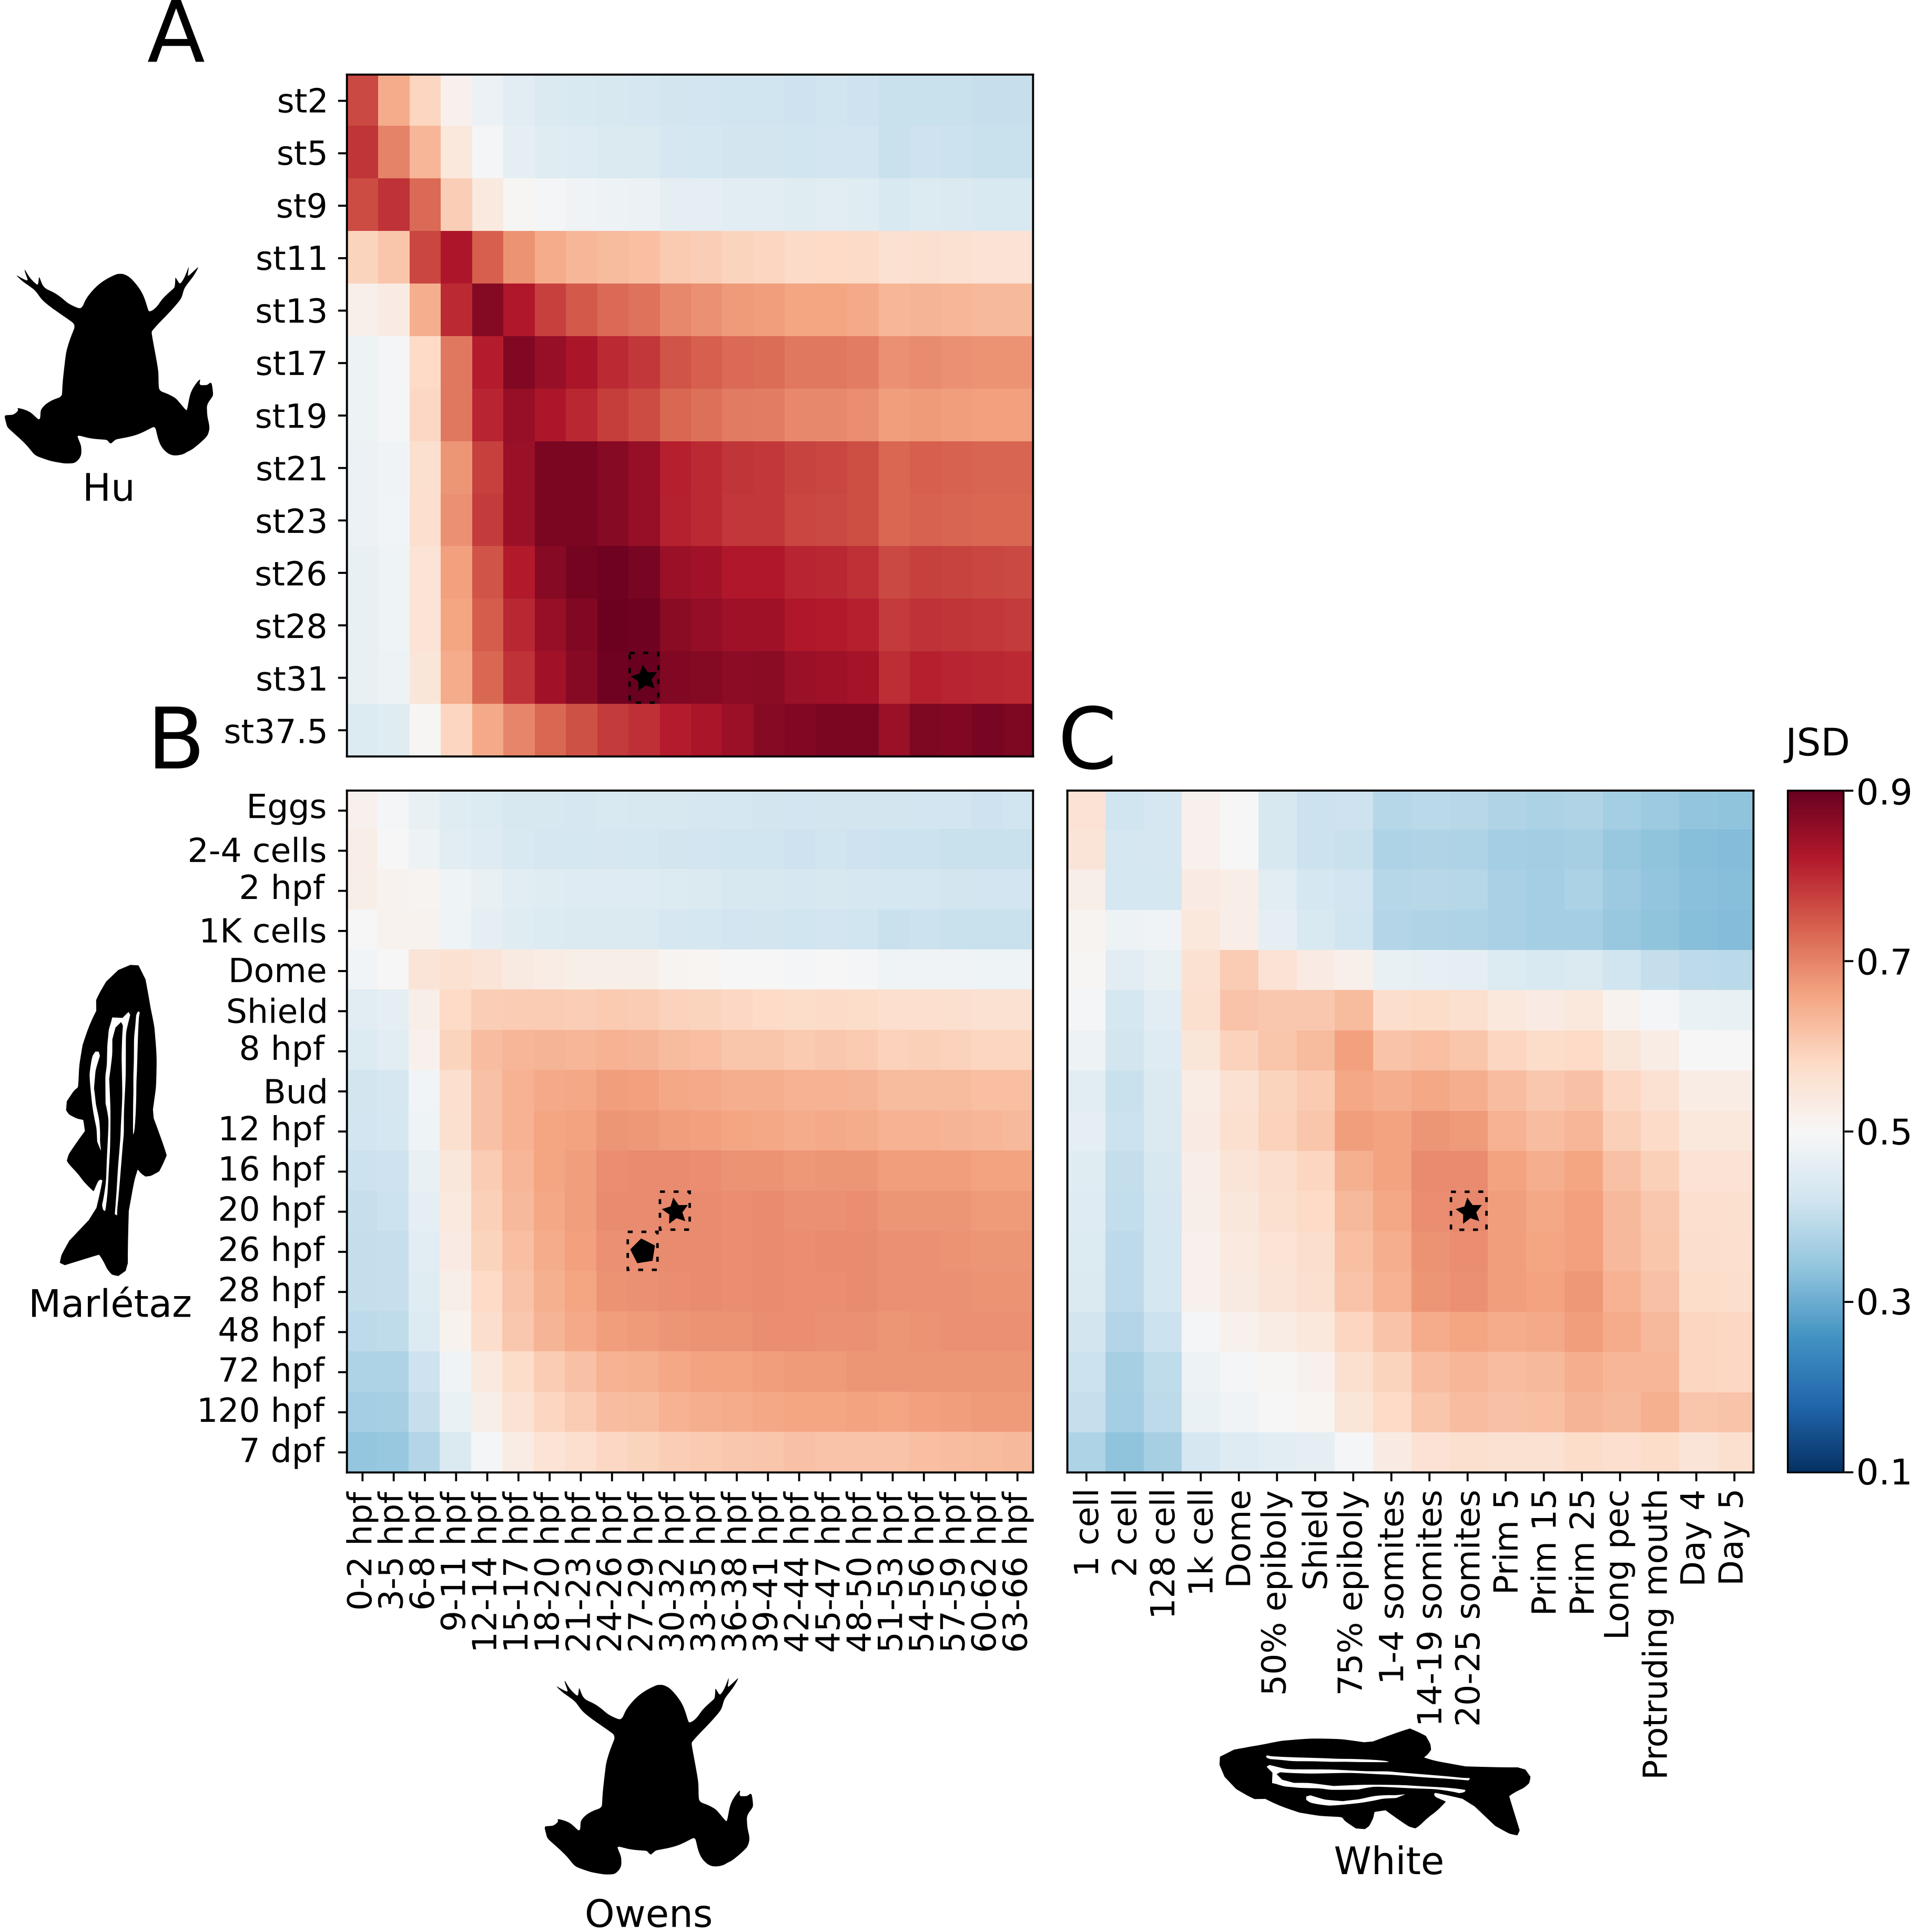 A
st2
st5
st9
st11
st13
st17
st19
st21
st23
st26
st28
st31
st37.5
Hu
B
Eggs
2-4 cells
2 hpf
1K cells
Dome
Shield
8 hpf
Bud
12 hpf
16 hpf
20 hpf
26 hpf
28 hpf
48 hpf
72 hpf
120 hpf
7 dpf
Marlétaz
0-2 hpf
3-5 hpf
6-8 hpf
9-11 hpf
12-14 hpf
15-17 hpf
18-20 hpf
21-23 hpf
24-26 hpf
27-29 hpf
30-32 hpf
33-35 hpf
36-38 hpf
39-41 hpf
42-44 hpf
45-47 hpf
48-50 hpf
51-53 hpf
54-56 hpf
57-59 hpf
60-62 hpf
63-66 hpf
Owens
C
1 cell
2 cell
128 cell
1k cell
Dome
50% epiboly
Shield
75% epiboly
1-4 somites
14-19 somites
20-25 somites
Prim 5
Prim 15
Prim 25
Long pec
Protruding mouth
Day 4
Day 5
White
JSD
0.9
0.7
0.5
0.3
0.1